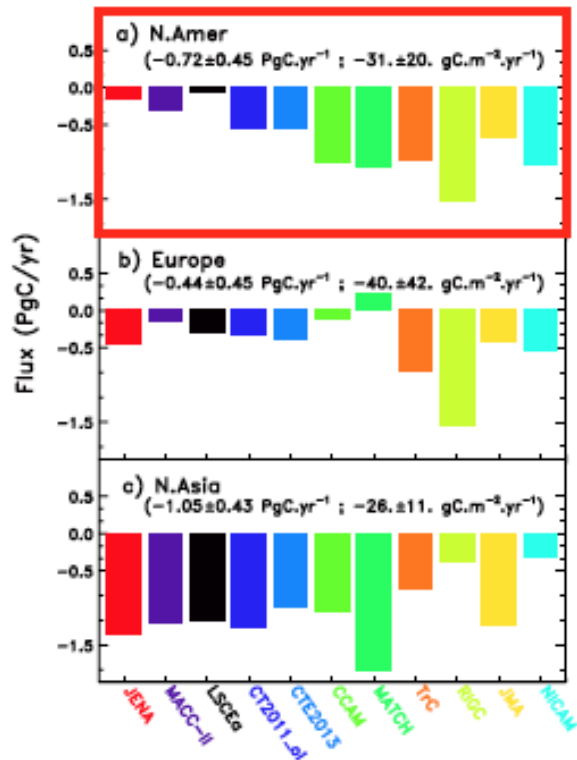 a) N.Amer
(−0.72±0.45 PgC.yr⁻¹ ; −31.±20. gC.m⁻².yr⁻¹)
0.5
0.0
−0.5
−1.5
b) Europe
(−0.44±0.45 PgC.yr⁻¹ ; −40.±42. gC.m⁻².yr⁻¹)
0.5
0.0
−0.5
−1.5
Flux (PgC/yr)
c) N.Asia
(−1.05±0.43 PgC.yr⁻¹ ; −26.±11. gC.m⁻².yr⁻¹)
0.5
0.0
−0.5
−1.5
JENA
MACC−II
LSCEa
CT2011_oi
CTE2013
CCAM
MATCH
TrC
RIGC
JMA
NICAM